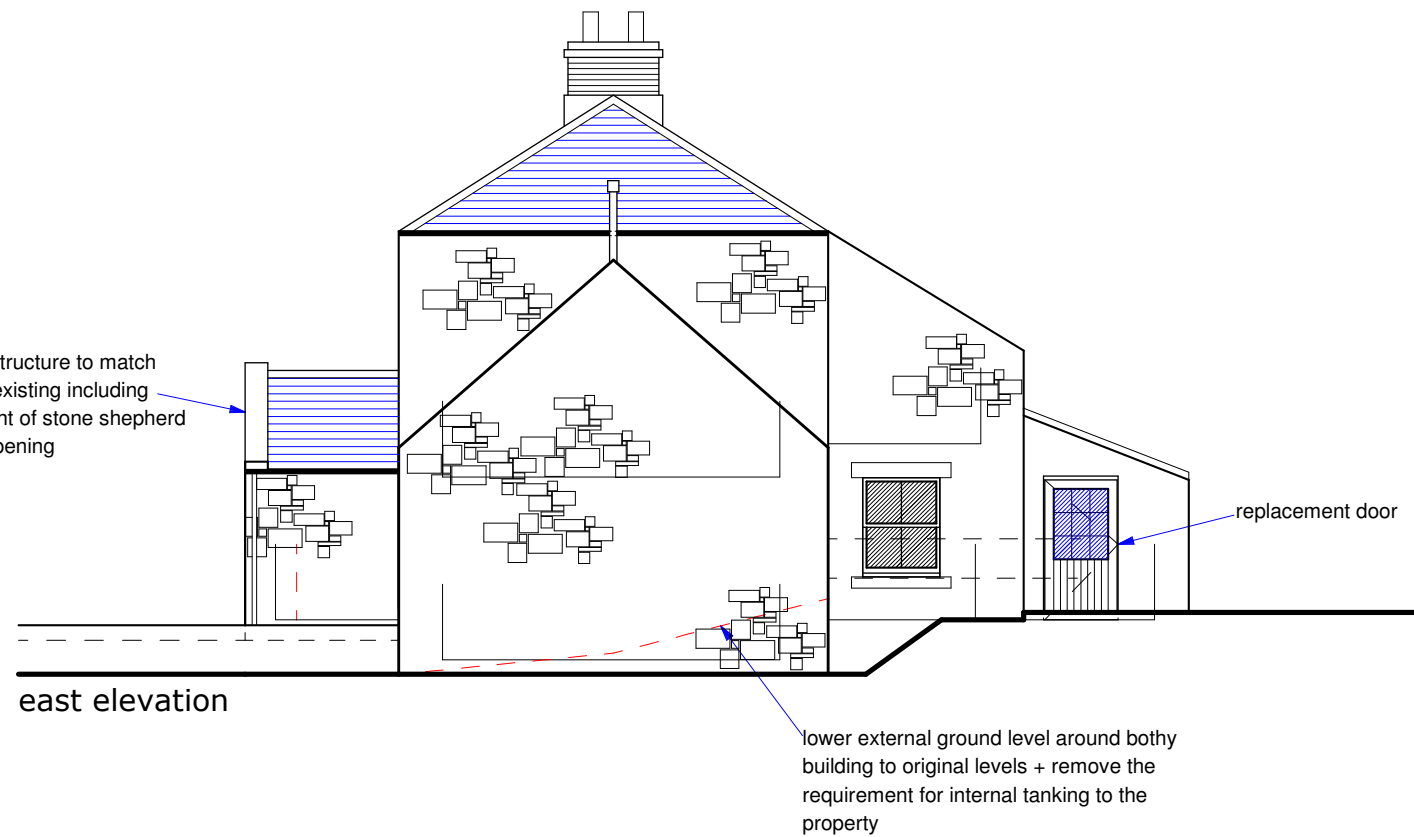 tructure to match
existing including
nt of stone shepherd
pening
replacement door
east elevation
lower external ground level around bothy
building to original levels + remove the
requirement for internal tanking to the
property